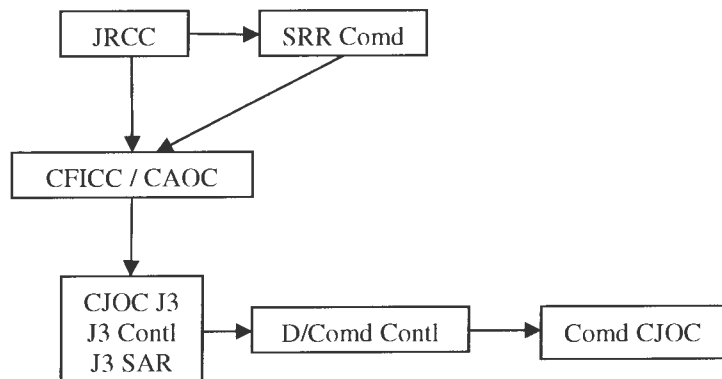 JRCC
SRR Comd
CFICC / CAOC
CJOC J3
J3 Contl
J3 SAR
D/Comd Contl
Comd CJOC